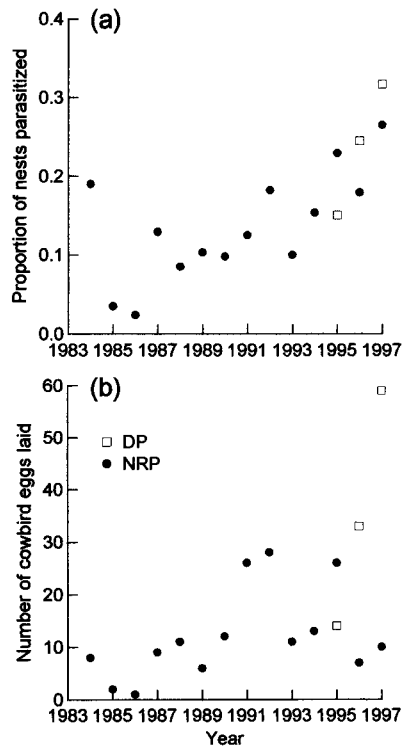 (a)
0.4
0.3
0.2
0.1
0.0
Proportion of nests parasitized
1983 1985 1987 1989 1991 1993 1995 1997
(b)
60
50
40
30
20
10
0
Number of cowbird eggs laid
DP
NRP
1983 1985 1987 1989 1991 1993 1995 1997
Year